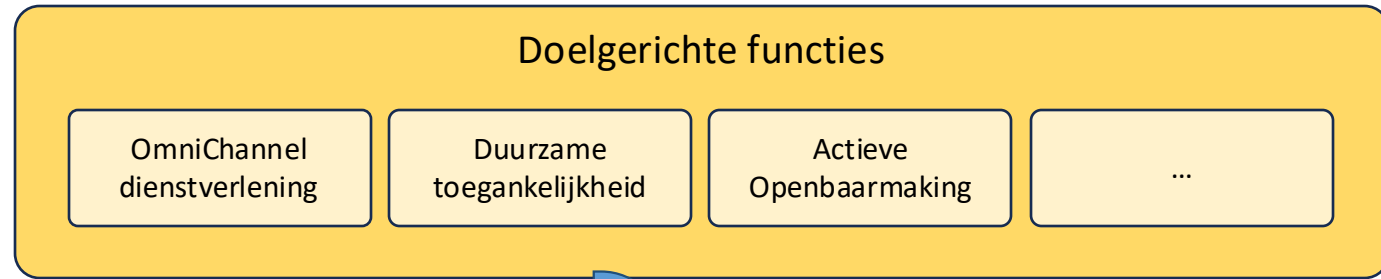 Doelgerichte functies
OmniChannel
dienstverlening
Duurzame
toegankelijkheid
Actieve
Openbaarmaking
...